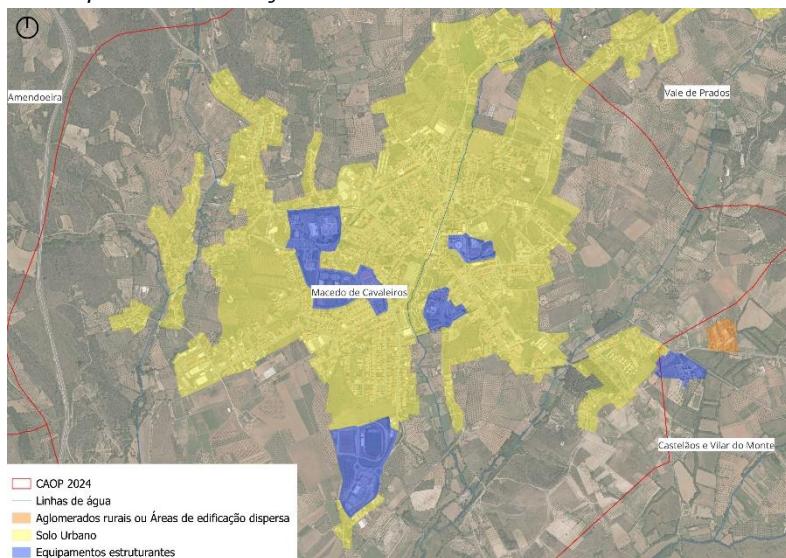 Amendoeira
Vale de Prados
Macedo de Cavaleiros
Castelãos e Vilar do Monte
CAOP 2024
Linhas de água
Aglomerados rurais ou Áreas de edificação dispersa
Solo Urbano
Equipamentos estruturantes